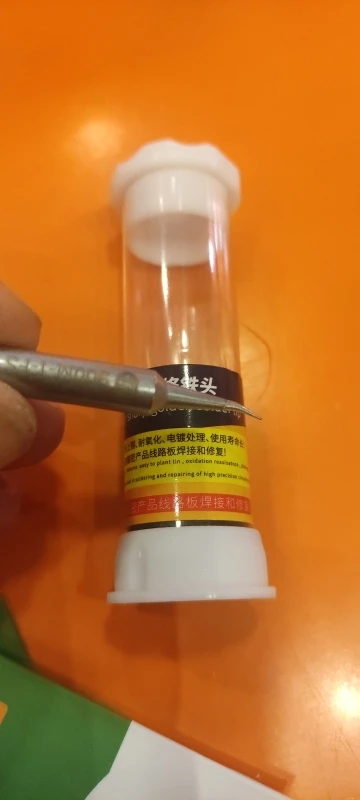 烙铁头
耐氧化、电镀处理、使用寿命
密产品线路板焊接和修复!
easy to plant tin , oxidation resistance,
soldering and repairing of high precision
产品线路板焊接和修复